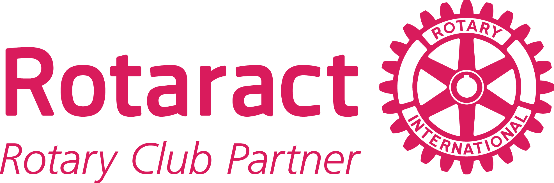 Rotaract
Rotary Club Partner
ROTARY
INTERNATIONAL